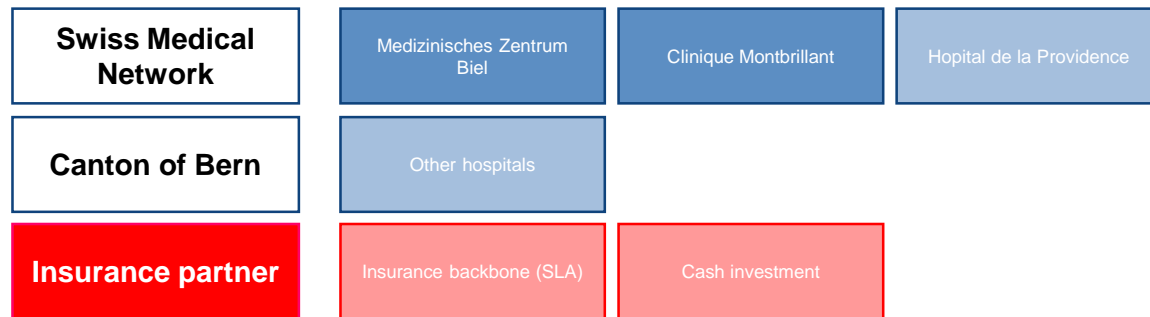 Swiss Medical
Network
Medizinisches Zentrum
Biel
Clinique Montbrillant
Hopital de la Providence
Canton of Bern
Other hospitals
Insurance partner
Insurance backbone (SLA)
Cash investment